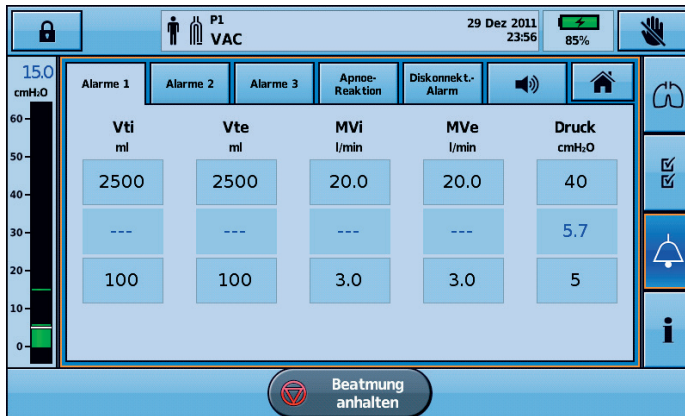 P1
VAC
29 Dez 2011
23:56
85%
15.0
cmH₂O
Alarme 1
Alarme 2
Alarme 3
Apnoe-
Reaktion
Diskonnekt.-
Alarm
60
50
40
30
20
10
0
Vti Vte MVi MVe Druck
ml ml l/min l/min cmH₂O
2500 2500 20.0 20.0 40
--- --- --- --- 5.7
100 100 3.0 3.0 5
i
Beatmung
anhalten